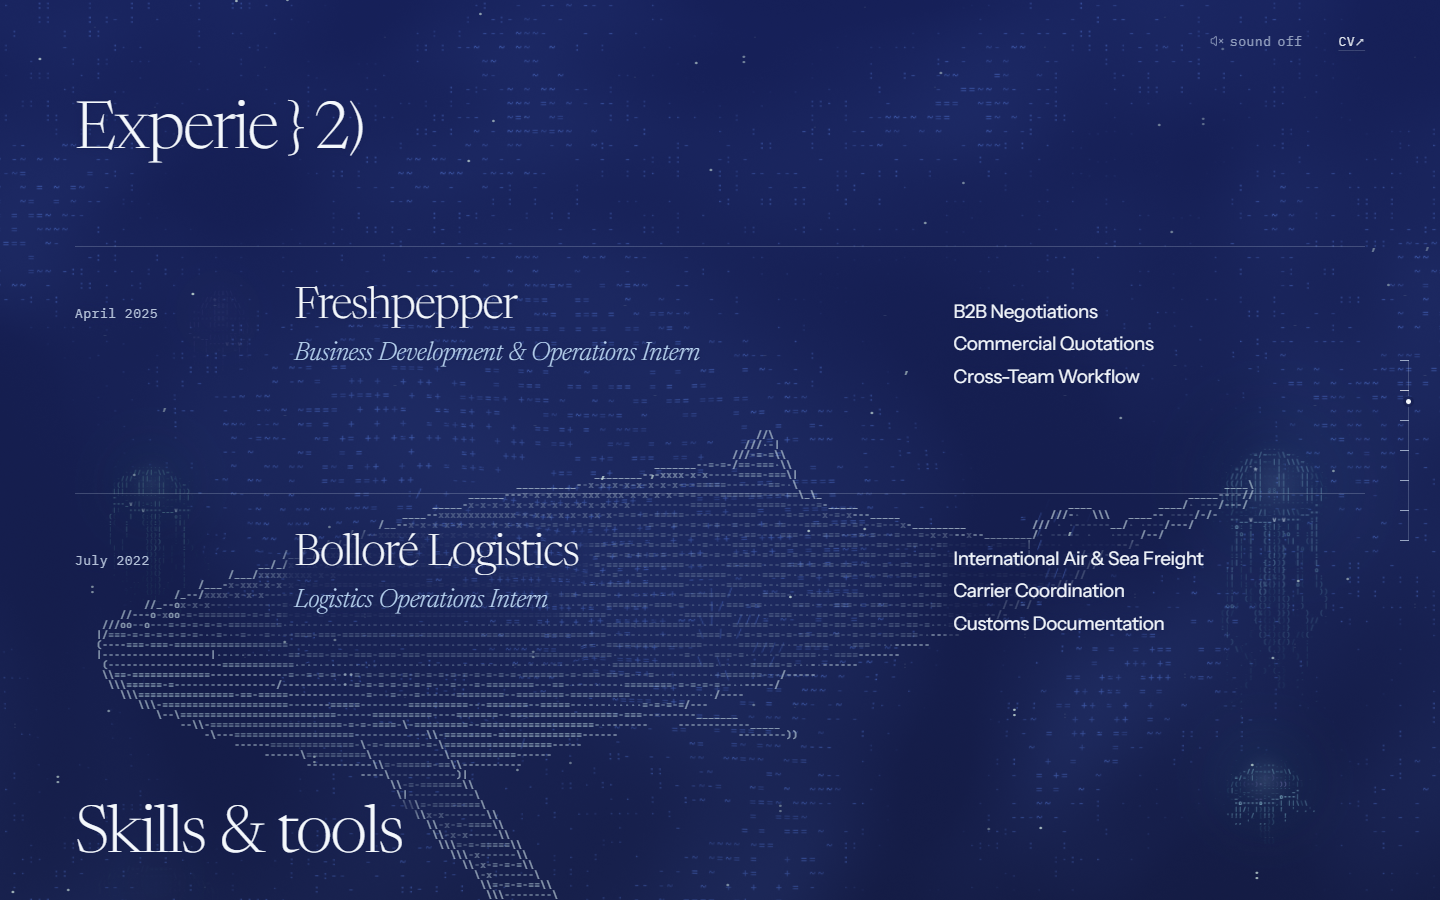 sound off
CV↗
Experie } 2)
April 2025
Freshpepper
Business Development & Operations Intern
B2B Negotiations
Commercial Quotations
Cross-Team Workflow
July 2022
Bolloré Logistics
Logistics Operations Intern
International Air & Sea Freight
Carrier Coordination
Customs Documentation
Skills & tools